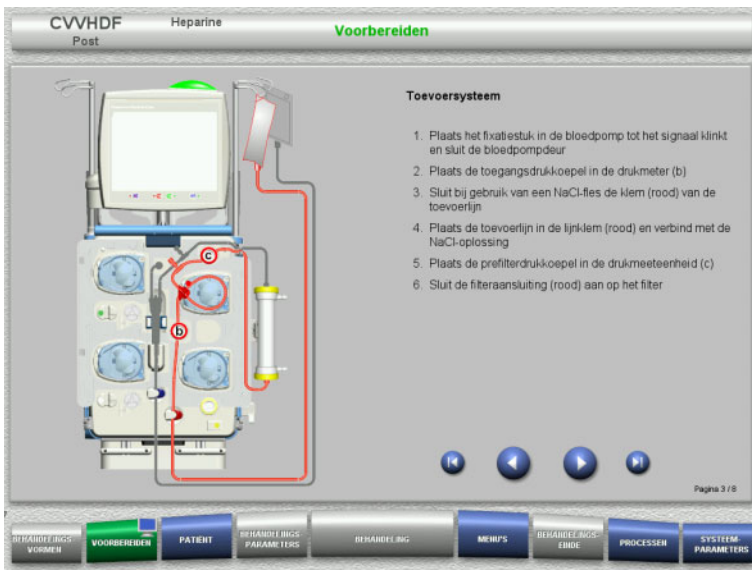 CVVHDF
Heparine
Post
Voorbereiden
Toevoersysteem
1. Plaats het fixatiestuk in de bloedpomp tot het signaal klinkt
en sluit de bloedpompdeur
2. Plaats de toegangsdrukkoepel in de drukmeter (b)
3. Sluit bij gebruik van een NaCl-fles de klem (rood) van de
toevoerlijn
4. Plaats de toevoerlijn in de lijnklem (rood) en verbind met de
NaCl-oplossing
5. Plaats de prefilterdrukkoepel in de drukmeeteenheid (c)
6. Sluit de filteraansluiting (rood) aan op het filter
c
b
Pagina 3 / 8
BEHANDELINGS-
VORMEN
VOORBEREIDEN
PATIËNT
BEHANDELINGS-
PARAMETERS
BEHANDELING
MENU'S
BEHANDELINGS-
EINDE
PROCESSEN
SYSTEEM-
PARAMETERS